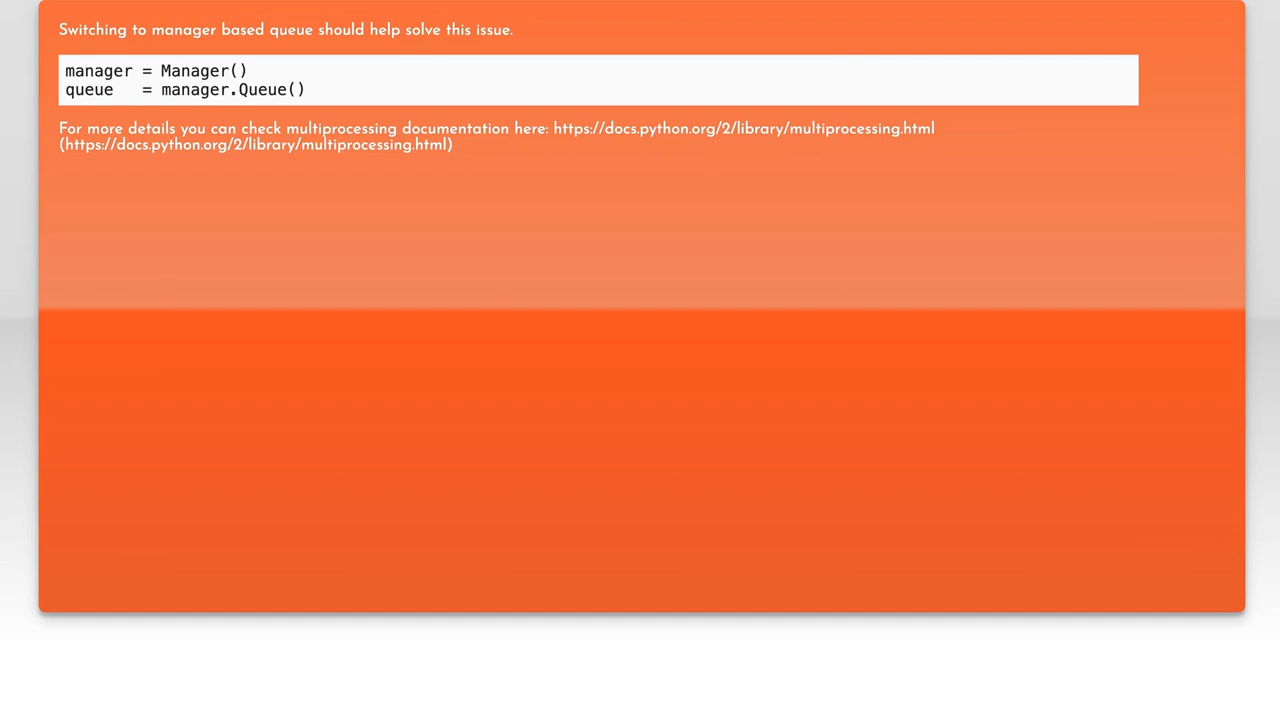 Switching to manager based queue should help solve this issue.
manager = Manager()
queue   = manager.Queue()
For more details you can check multiprocessing documentation here: https://docs.python.org/2/library/multiprocessing.html
(https://docs.python.org/2/library/multiprocessing.html)